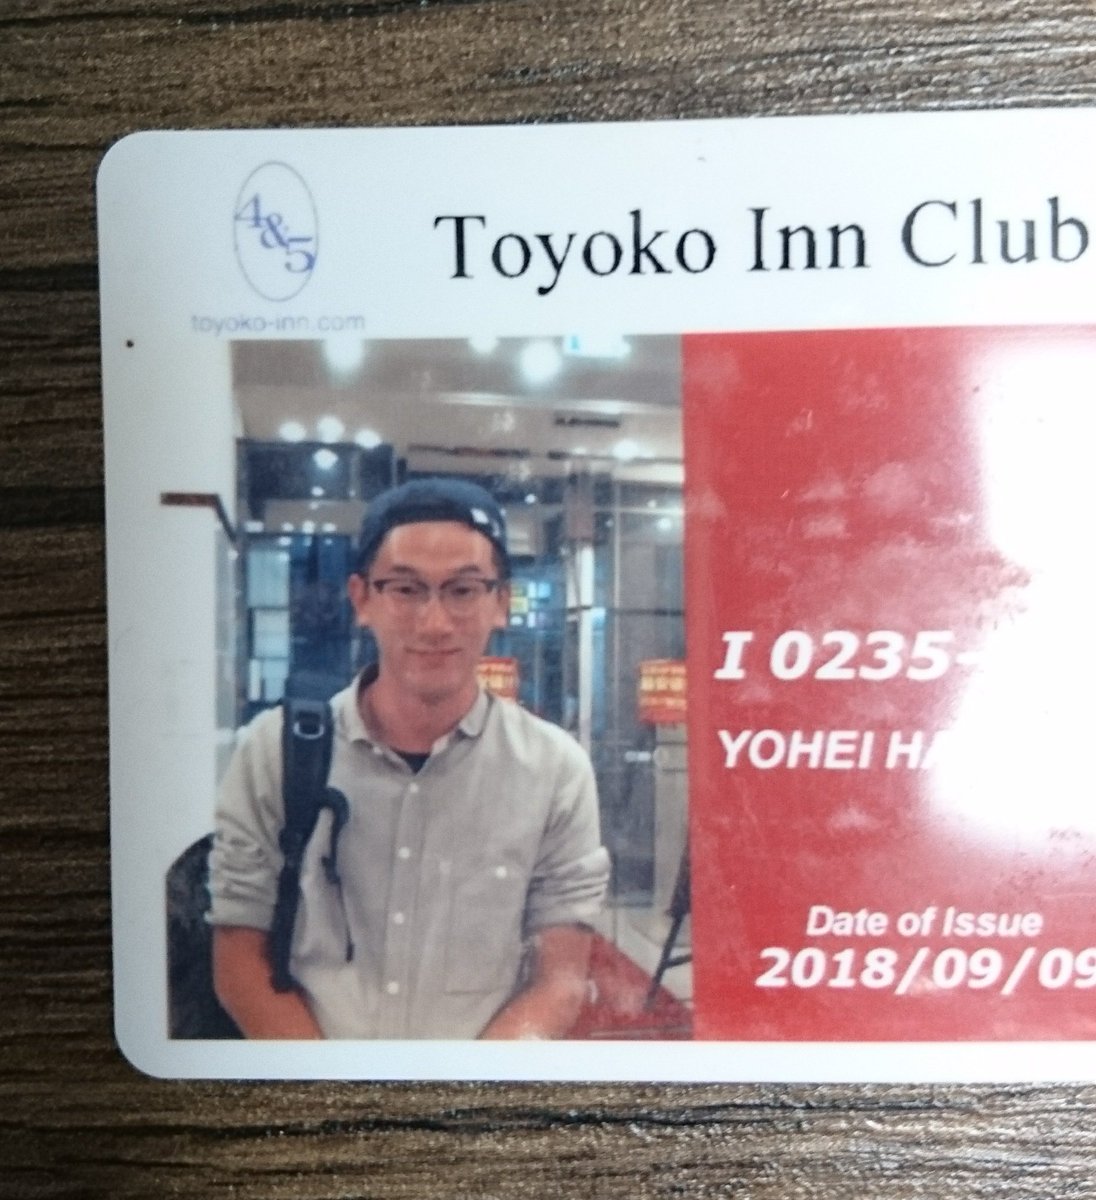 4&5
toyoko-inn.com
Toyoko Inn Club
I 0235-
YOHEI HA
Date of Issue
2018/09/09